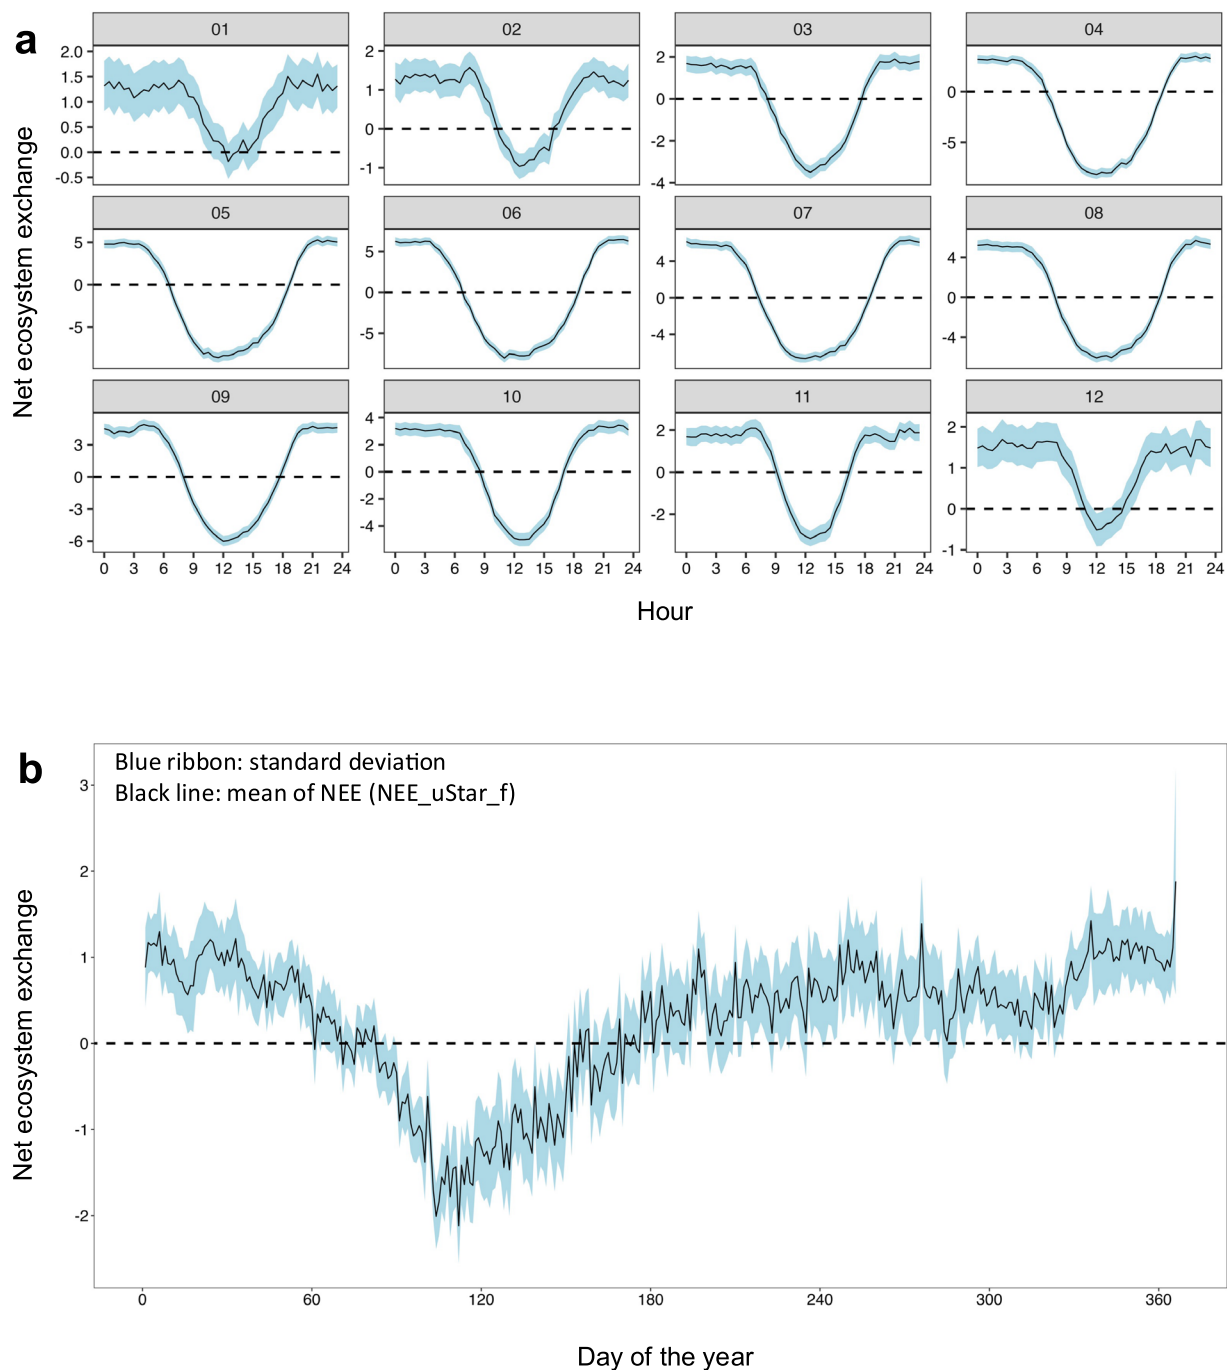 a
01 02 03 04
2.0 1.5 1.0 0.5 0.0 -0.5
2 1 0 -1
2 0 -2 -4
0 -5
Net ecosystem exchange
05 06 07 08
5 0 -5
5 0 -5
4 0 -4
4 0 -4
09 10 11 12
3 0 -3 -6
4 2 0 -2 -4
2 0 -2
2 1 0 -1
0 3 6 9 12 15 18 21 24 0 3 6 9 12 15 18 21 24 0 3 6 9 12 15 18 21 24 0 3 6 9 12 15 18 21 24
Hour
b
Blue ribbon: standard deviation
Black line: mean of NEE (NEE_uStar_f)
Net ecosystem exchange
3
2
1
0
-1
-2
0 60 120 180 240 300 360
Day of the year